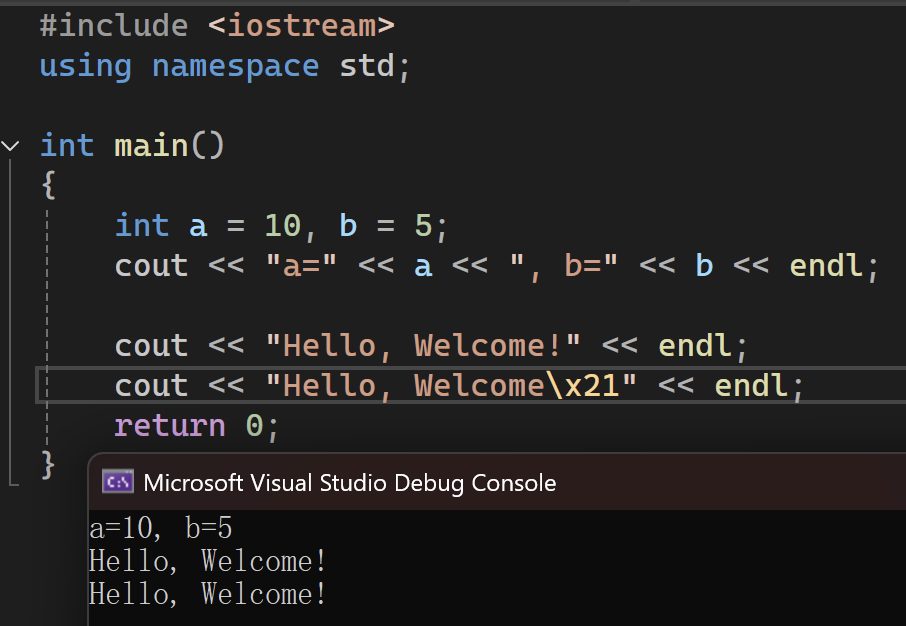 #include <iostream>
using namespace std;
int main()
{
int a = 10, b = 5;
cout << "a=" << a << ", b=" << b << endl;
cout << "Hello, Welcome!" << endl;
cout << "Hello, Welcome\x21" << endl;
return 0;
}
C:\ Microsoft Visual Studio Debug Console
a=10, b=5
Hello, Welcome!
Hello, Welcome!